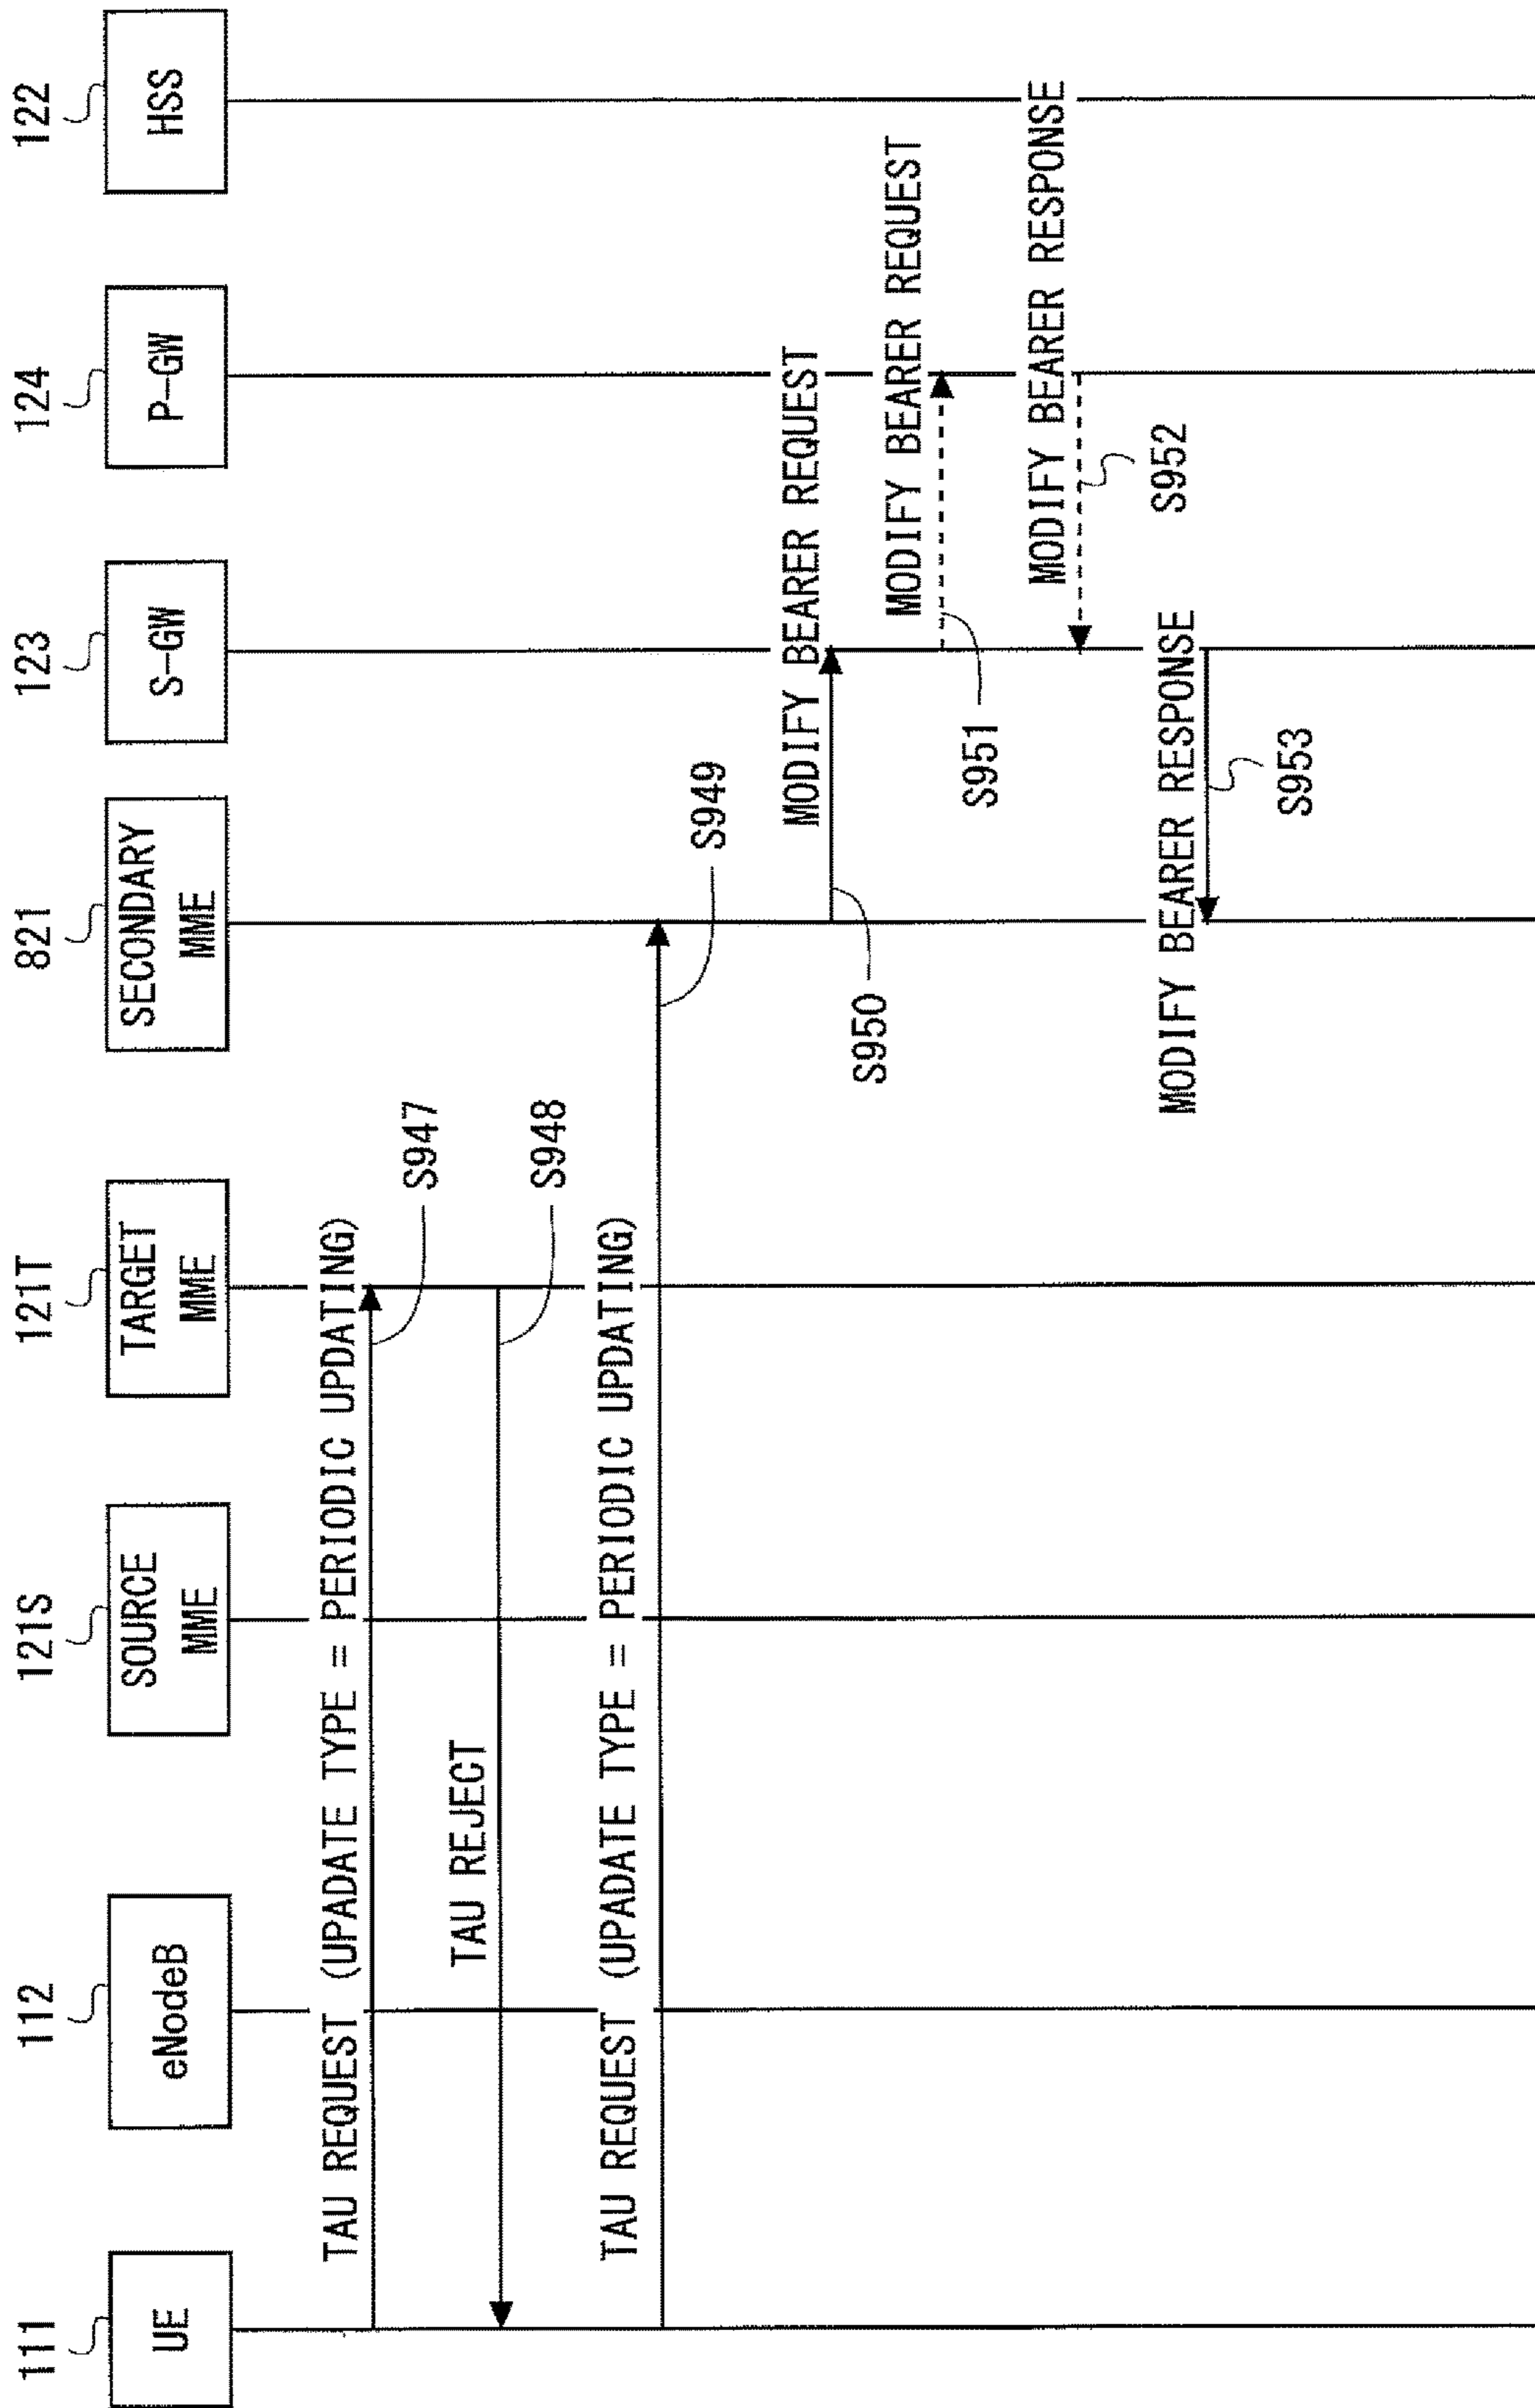 111
112
121S
121T
821
123
124
122
UE
eNodeB
SOURCE
MME
TARGET
MME
SECONDARY
MME
S-GW
P-GW
HSS
TAU REQUEST (UPADATE TYPE = PERIODIC UPDATING)
S947
TAU REJECT
S948
TAU REQUEST (UPADATE TYPE = PERIODIC UPDATING)
S949
MODIFY BEARER REQUEST
S950
MODIFY BEARER REQUEST
S951
MODIFY BEARER RESPONSE
S952
MODIFY BEARER RESPONSE
S953